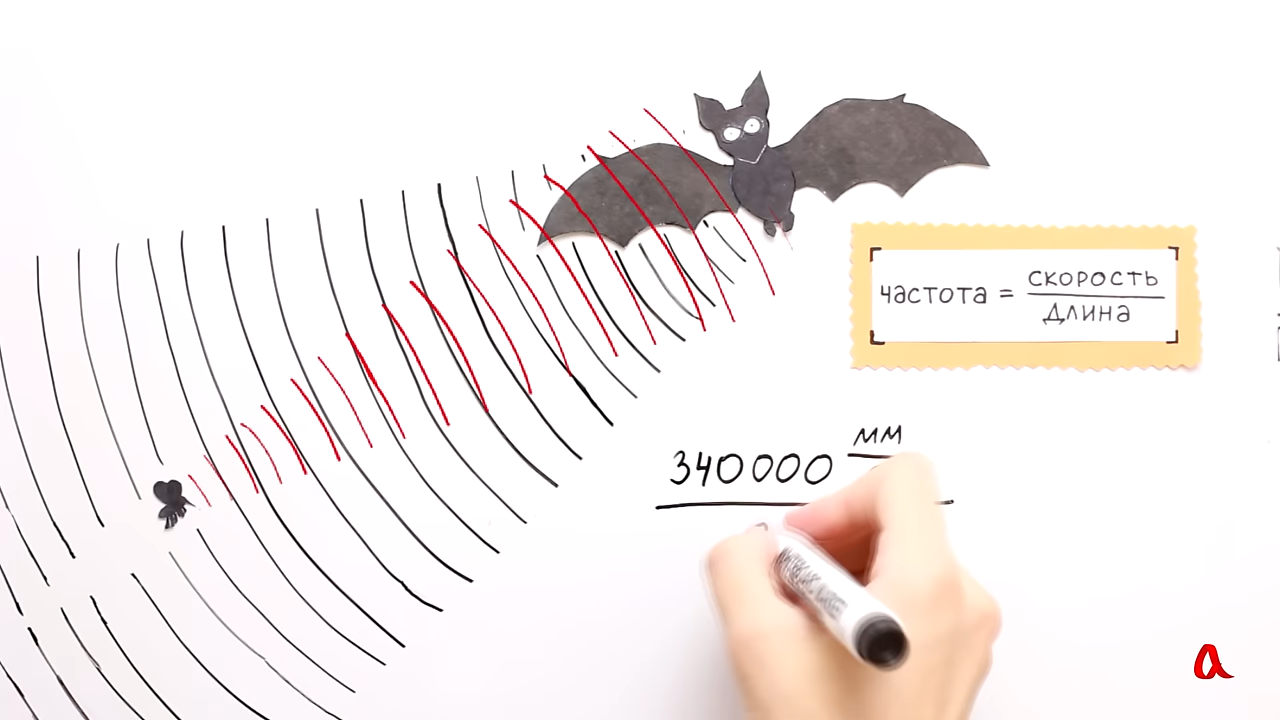 частота = скорость
длина
340000 мм
a